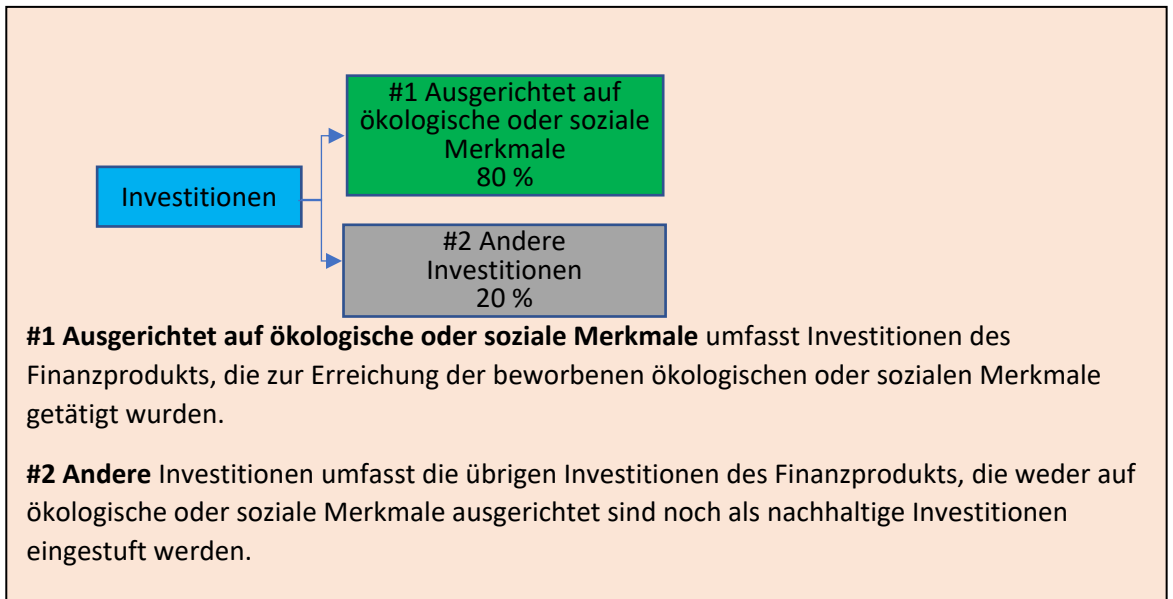 #1 Ausgerichtet auf
ökologische oder soziale
Merkmale
80 %
Investitionen
#2 Andere
Investitionen
20 %
#1 Ausgerichtet auf ökologische oder soziale Merkmale umfasst Investitionen des
Finanzprodukts, die zur Erreichung der beworbenen ökologischen oder sozialen Merkmale
getätigt wurden.
#2 Andere Investitionen umfasst die übrigen Investitionen des Finanzprodukts, die weder auf
ökologische oder soziale Merkmale ausgerichtet sind noch als nachhaltige Investitionen
eingestuft werden.